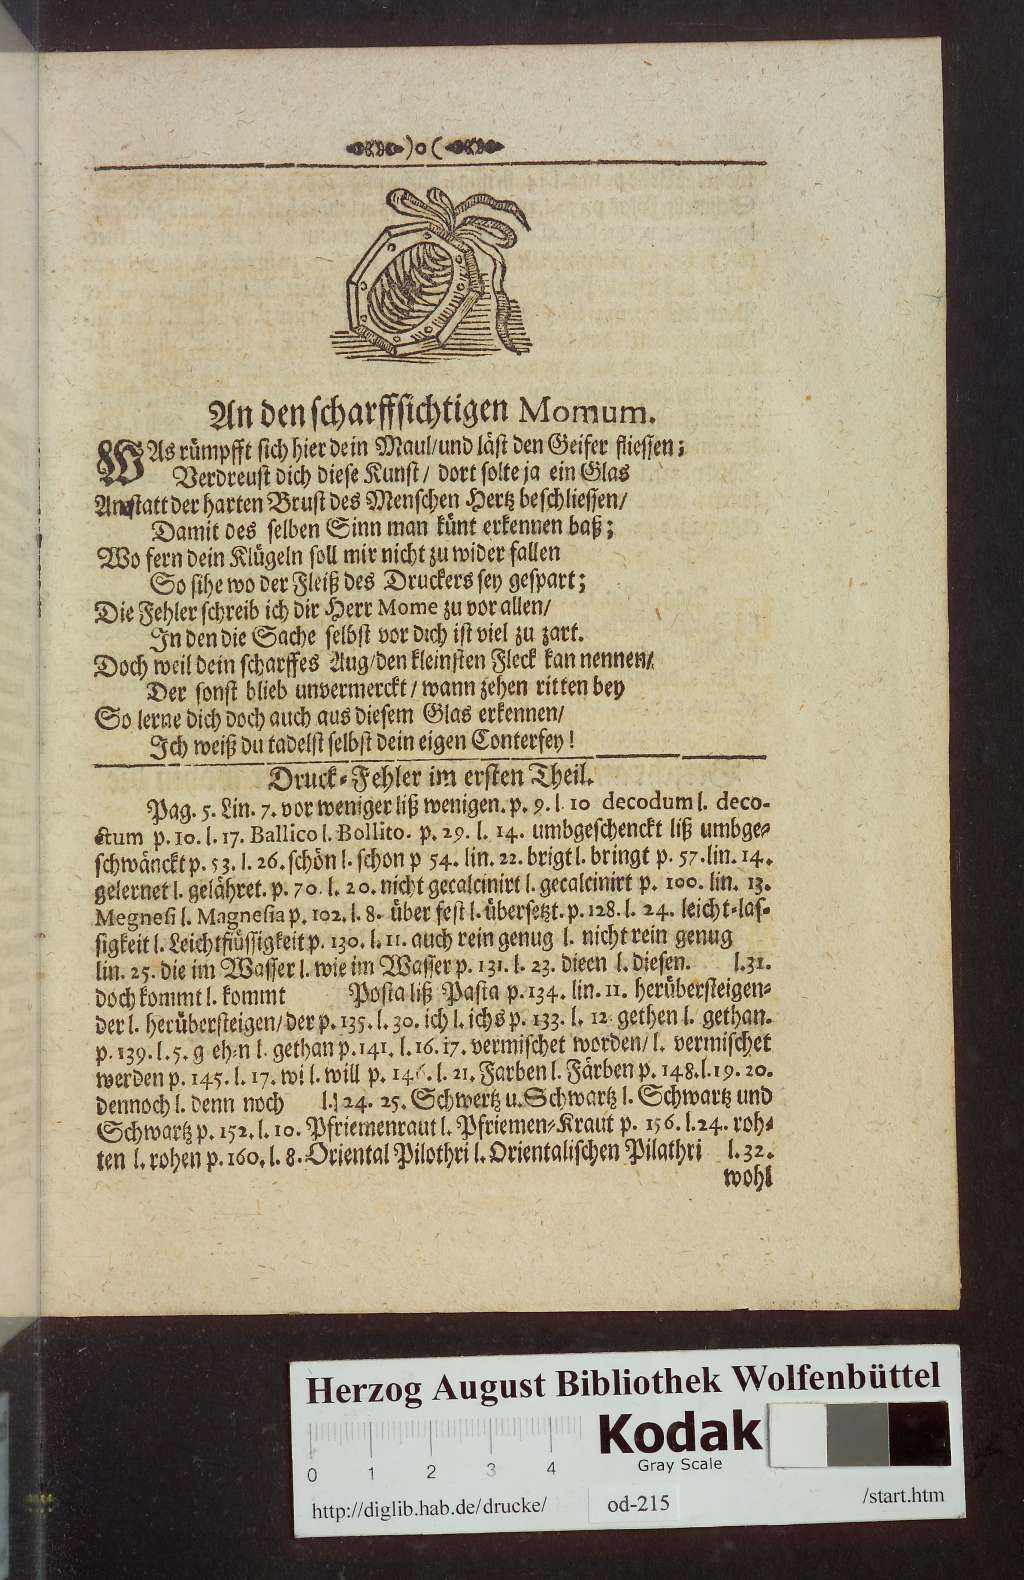 )o(
An den scharffsichtigen Momum.
WAs rümpfft sich hier dein Maul/und läst den Geifer fliessen;
Verdreust dich diese Kunst/ dort solte ja ein Glas
Anstatt der harten Brust des Menschen Hertz beschliessen/
Damit des selben Sinn man künt erkennen baß;
Wo fern dein Klügeln soll mir nicht zu wider fallen
So sihe wo der Fleiß des Druckers sey gespart;
Die Fehler schreib ich dir Herr Mome zu vor allen/
In den die Sache selbst vor dich ist viel zu zart.
Doch weil dein scharffes Aug/den kleinsten Fleck kan nennen/
Der sonst blieb unvermerckt/ wann zehen ritten bey
So lerne dich doch auch aus diesem Glas erkennen/
Ich weiß du tadelst selbst dein eigen Conterfey!
Druck-Fehler im ersten Theil.
Pag. 5. Lin. 7. vor weniger liß wenigen. p. 9. l. 10 decodum l. deco-
ctum p. 10. l. 17. Ballico l. Bollito. p. 29. l. 14. umbgeschenckt liß umbge-
schwänckt p. 53. l. 26. schön l. schon p 54. lin. 22. brigt l. bringt p. 57. lin. 14.
gelernet l. gelähret. p. 70. l. 20. nicht gecalcinirt l. gecalcinirt p. 100. lin. 13.
Megnesi l. Magnesia p. 102. l. 8. über fest l. übersetzt. p. 128. l. 24. leicht-las-
sigkeit l. Leichtflüssigkeit p. 130. l. 11. auch rein genug l. nicht rein genug
lin. 25. die im Wasser l. wie im Wasser p. 131. l. 23. dieen l. diesen. l.31.
doch kommt l. kommt Posta liß Pasta p. 134. lin. 11. herübersteigen-
der l. herübersteigen/der p. 135. l. 30. ich l. ichs p. 133. l. 12 gethen l. gethan.
p. 139. l. 5. g eh-n l. gethan p. 141. l. 16. 17. vermischet worden/ l. vermischet
werden p. 145. l. 17. wi l. will p. 146. l. 21. Farben l. Färben p. 148. l. 19. 20.
dennoch l. denn noch l. 24. 25. Schwertz u. Schwartz l. Schwartz und
Schwartz p. 152. l. 10. Pfriemenraut l. Pfriemen-Kraut p. 156. l.24. roh-
ten l. rohen p. 160. l. 8. Oriental Pilothri l. Orientalischen Pilathri l. 32.
wohl
Herzog August Bibliothek Wolfenbüttel
Kodak
Gray Scale
0 1 2 3 4
http://diglib.hab.de/drucke/ od-215 /start.htm